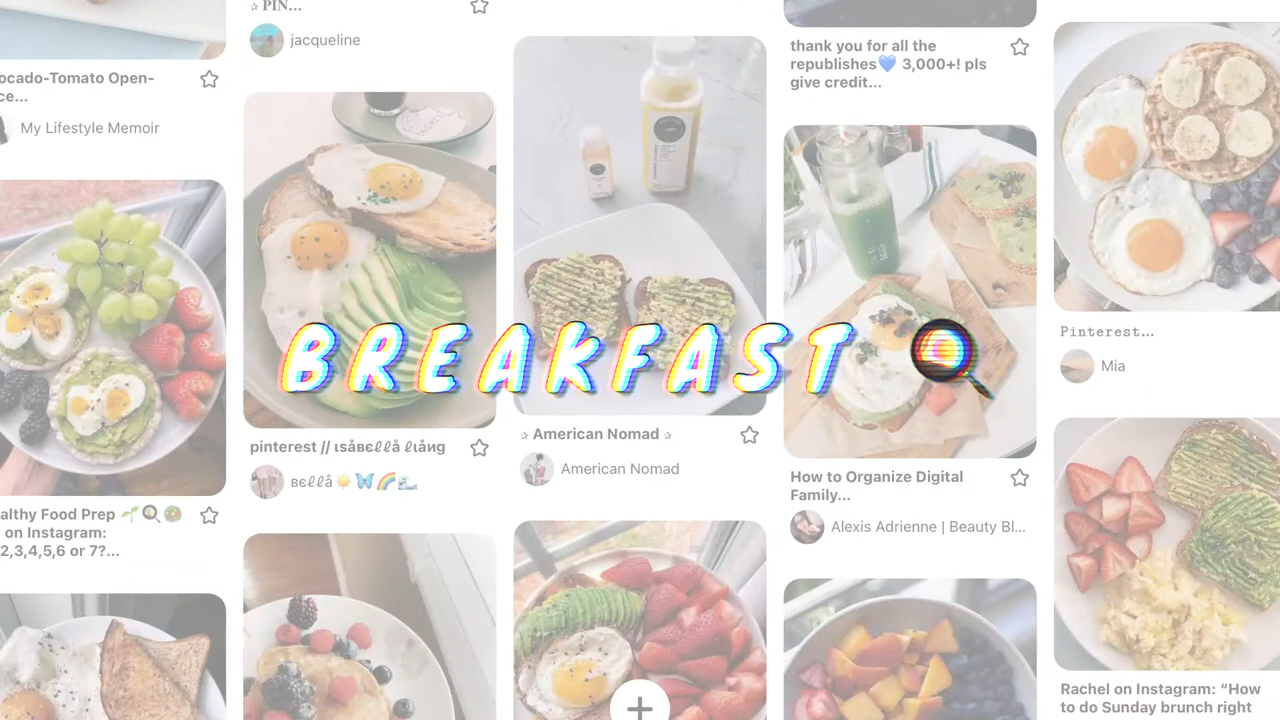 ocado-Tomato Open-
ce...
My Lifestyle Memoir
althy Food Prep 🌱🔍🥗
on Instagram:
2,3,4,5,6 or 7?...
✰ PIN...
jacqueline
pinterest // ιsåвєℓℓå ℓιåиg
вєℓℓå☀️🦋🌈🌊
✰ American Nomad ✰
American Nomad
thank you for all the
republishes💙 3,000+! pls
give credit...
How to Organize Digital
Family...
Alexis Adrienne | Beauty Bl...
𝙿𝚒𝚗𝚝𝚎𝚛𝚎𝚜𝚝...
Mia
Rachel on Instagram: “How
to do Sunday brunch right
BREAKFAST 🍳